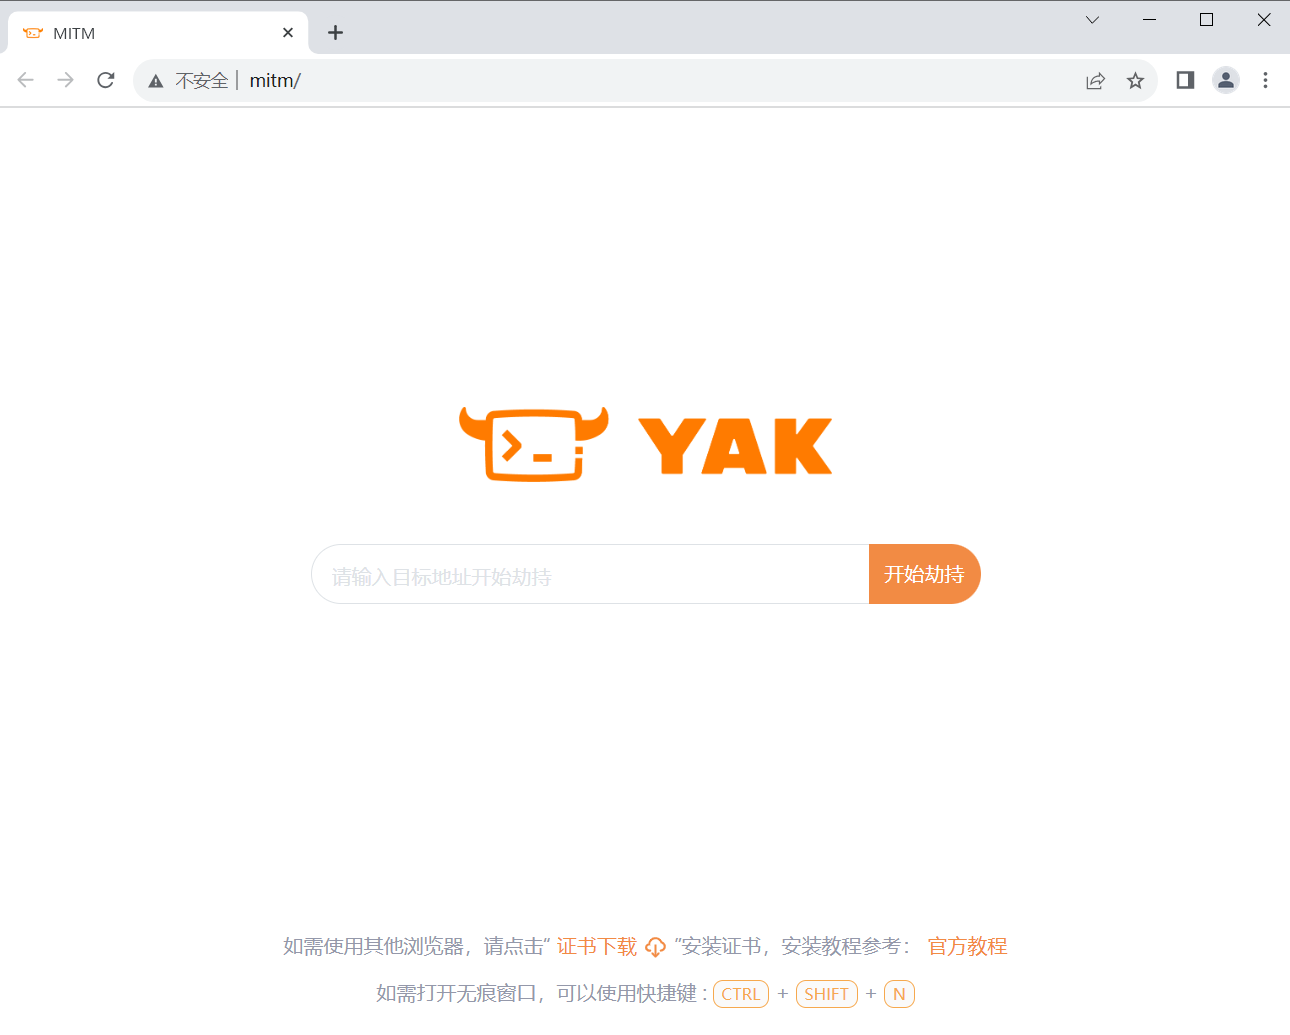 MITM
不安全 | mitm/
YAK
请输入目标地址开始劫持
开始劫持
如需使用其他浏览器，请点击“ 证书下载 ”安装证书，安装教程参考： 官方教程
如需打开无痕窗口，可以使用快捷键 : CTRL + SHIFT + N